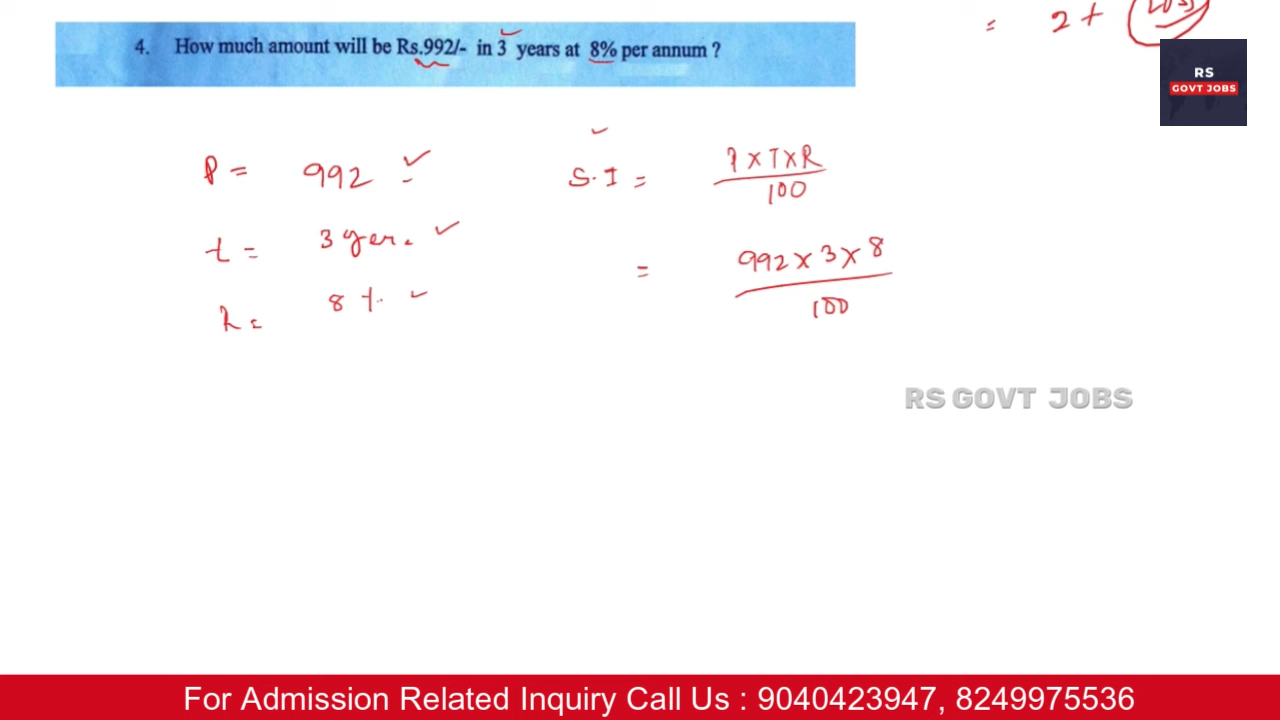 = 2 +
4. How much amount will be Rs.992/- in 3 years at 8% per annum ?
RS
GOVT JOBS
P = 992
S.I = P×T×R
100
t = 3 yer.
= 992×3×8
100
R = 8%
RS GOVT JOBS
For Admission Related Inquiry Call Us : 9040423947, 8249975536